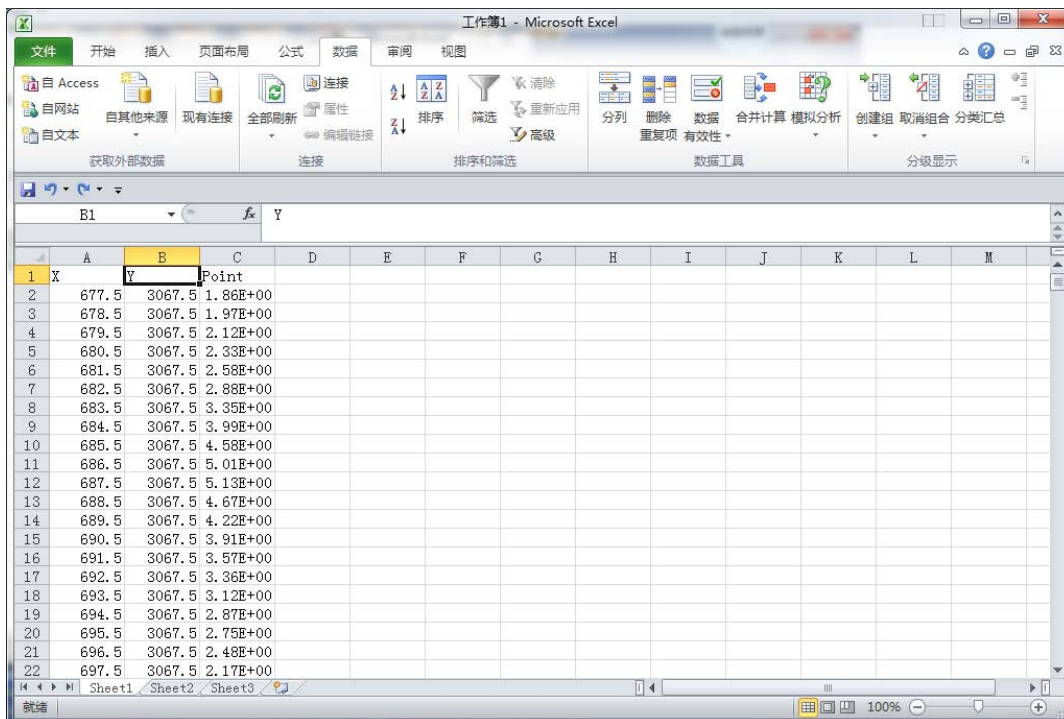 工作簿1 - Microsoft Excel
文件 开始 插入 页面布局 公式 数据 审阅 视图
自 Access
自网站
自文本
自其他来源 现有连接
获取外部数据
全部刷新
连接
属性
编辑链接
连接
排序
筛选
清除
重新应用
高级
排序和筛选
分列 删除 重复项 数据 有效性 合并计算 模拟分析
数据工具
创建组 取消组合 分类汇总
分级显示
B1 fx Y
A B C D E F G H I J K L M
1 X Y Point
2 677.5 3067.5 1.86E+00
3 678.5 3067.5 1.97E+00
4 679.5 3067.5 2.12E+00
5 680.5 3067.5 2.33E+00
6 681.5 3067.5 2.58E+00
7 682.5 3067.5 2.88E+00
8 683.5 3067.5 3.35E+00
9 684.5 3067.5 3.99E+00
10 685.5 3067.5 4.58E+00
11 686.5 3067.5 5.01E+00
12 687.5 3067.5 5.13E+00
13 688.5 3067.5 4.67E+00
14 689.5 3067.5 4.22E+00
15 690.5 3067.5 3.91E+00
16 691.5 3067.5 3.57E+00
17 692.5 3067.5 3.36E+00
18 693.5 3067.5 3.12E+00
19 694.5 3067.5 2.87E+00
20 695.5 3067.5 2.75E+00
21 696.5 3067.5 2.48E+00
22 697.5 3067.5 2.17E+00
Sheet1 Sheet2 Sheet3
就绪 100%